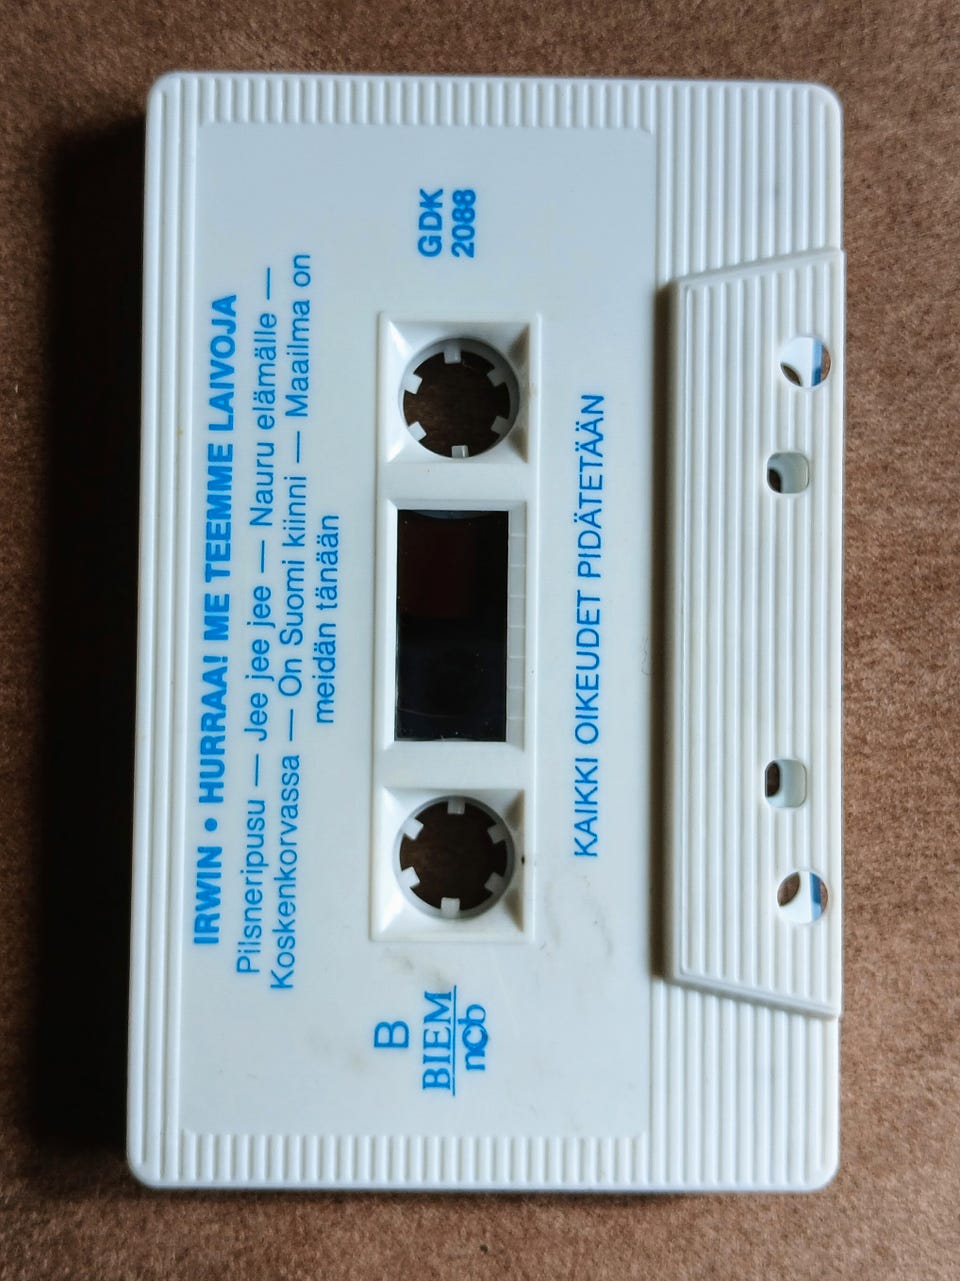 IRWIN • HURRAA! ME TEEMME LAIVOJA
Pilsneripusu — Jee jee jee — Nauru elämälle —
Koskenkorvassa — On Suomi kiinni — Maailma on
meidän tänään
B
BIEM
ncb
GDK
2088
KAIKKI OIKEUDET PIDÄTETÄÄN